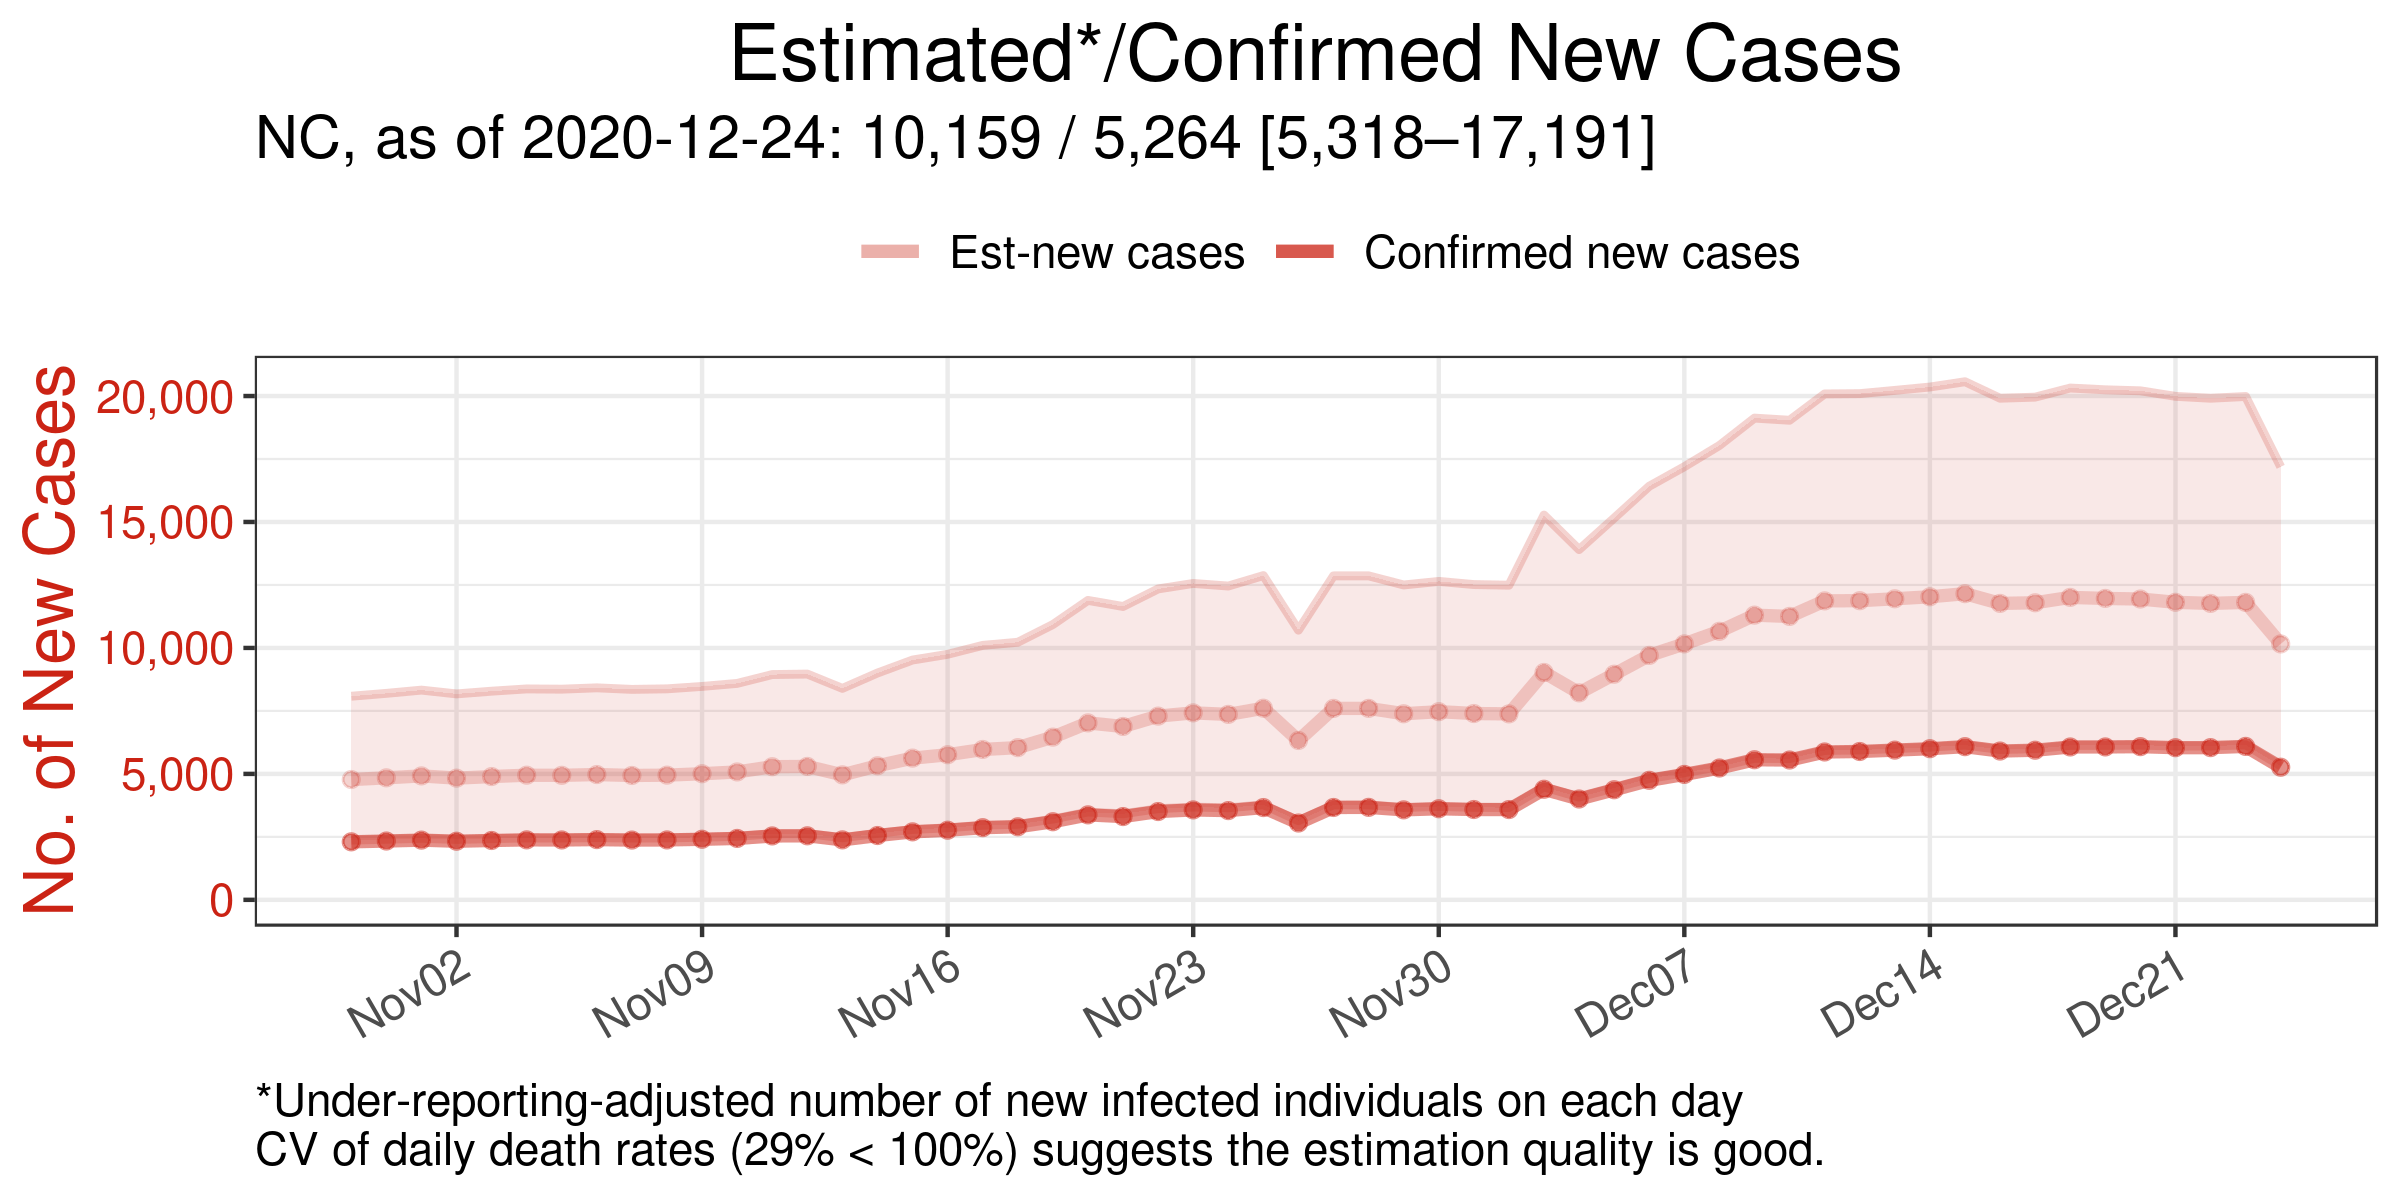 Estimated*/Confirmed New Cases
NC, as of 2020-12-24: 10,159 / 5,264 [5,318–17,191]
Est-new cases
Confirmed new cases
No. of New Cases
20,000
15,000
10,000
5,000
0
Nov02
Nov09
Nov16
Nov23
Nov30
Dec07
Dec14
Dec21
*Under-reporting-adjusted number of new infected individuals on each day
CV of daily death rates (29% < 100%) suggests the estimation quality is good.